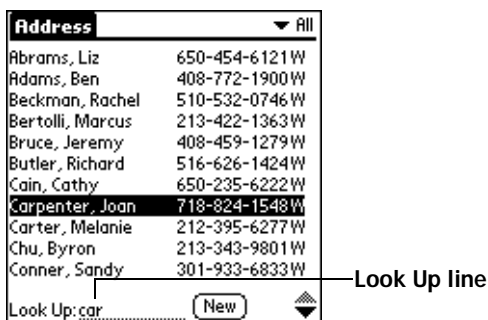 Address All
Abrams, Liz 650-454-6121W
Adams, Ben 408-772-1900W
Beckman, Rachel 510-532-0746W
Bertolli, Marcus 213-422-1363W
Bruce, Jeremy 408-459-1279W
Butler, Richard 516-626-1424W
Cain, Cathy 650-235-6222W
Carpenter, Joan 718-824-1548W
Carter, Melanie 212-395-6277W
Chu, Byron 213-343-9801W
Conner, Sandy 301-933-6833W
Look Up line
Look Up: car New